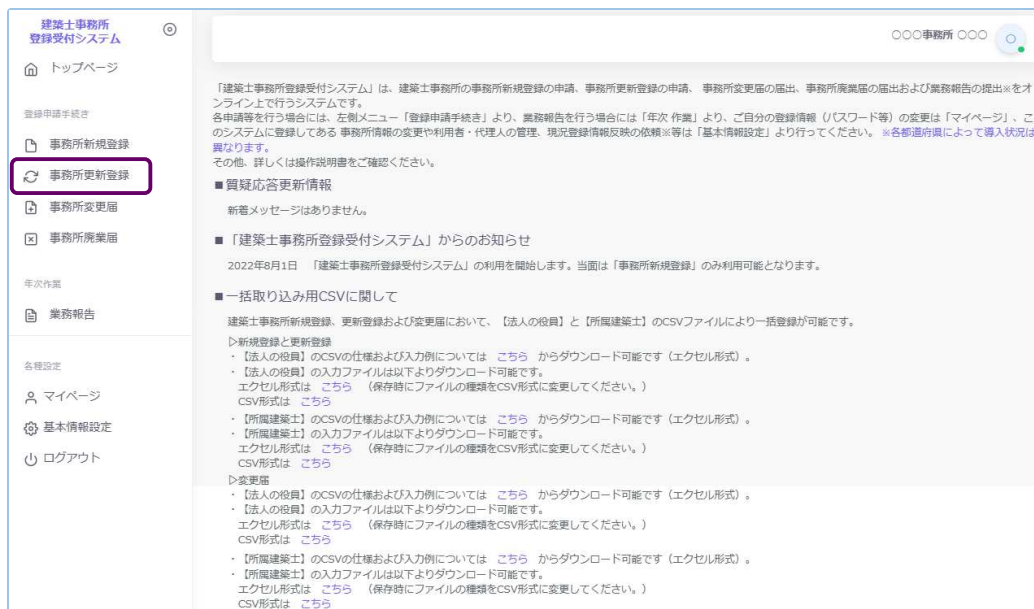 建築士事務所
登録受付システム
トップページ
登録申請手続き
事務所新規登録
事務所更新登録
事務所変更届
事務所廃業届
年次作業
業務報告
各種設定
マイページ
基本情報設定
ログアウト
〇〇〇事務所 〇〇〇
「建築士事務所登録受付システム」は、建築士事務所の事務所新規登録の申請、事務所更新登録の申請、 事務所変更届の届出、事務所廃業届の届出および業務報告の提出※をオ
ンライン上で行うシステムです。
各申請等を行う場合には、左側メニュー「登録申請手続き」より、業務報告を行う場合には「年次 作業」より、ご自分の登録情報（パスワード等）の変更は「マイページ」、こ
のシステムに登録してある 事務所情報の変更や利用者・代理人の管理、現況登録情報反映の依頼※等は「基本情報設定」より行ってください。 ※各都道府県によって導入状況は
異なります。
その他、詳しくは操作説明書をご確認ください。
■質疑応答更新情報
新着メッセージはありません。
■「建築士事務所登録受付システム」からのお知らせ
2022年8月1日 「建築士事務所登録受付システム」の利用を開始します。当面は「事務所新規登録」のみ利用可能となります。
■一括取り込み用CSVに関して
建築士事務所新規登録、更新登録および変更届において、【法人の役員】と【所属建築士】のCSVファイルにより一括登録が可能です。
▷新規登録と更新登録
・【法人の役員】のCSVの仕様および入力例については こちら からダウンロード可能です（エクセル形式）。
・【法人の役員】の入力ファイルは以下よりダウンロード可能です。
エクセル形式は こちら （保存時にファイルの種類をCSV形式に変更してください。）
CSV形式は こちら
・【所属建築士】のCSVの仕様および入力例については こちら からダウンロード可能です（エクセル形式）。
・【所属建築士】の入力ファイルは以下よりダウンロード可能です。
エクセル形式は こちら （保存時にファイルの種類をCSV形式に変更してください。）
CSV形式は こちら
▷変更届
・【法人の役員】のCSVの仕様および入力例については こちら からダウンロード可能です（エクセル形式）。
・【法人の役員】の入力ファイルは以下よりダウンロード可能です。
エクセル形式は こちら （保存時にファイルの種類をCSV形式に変更してください。）
CSV形式は こちら
・【所属建築士】のCSVの仕様および入力例については こちら からダウンロード可能です（エクセル形式）。
・【所属建築士】の入力ファイルは以下よりダウンロード可能です。
エクセル形式は こちら （保存時にファイルの種類をCSV形式に変更してください。）
CSV形式は こちら